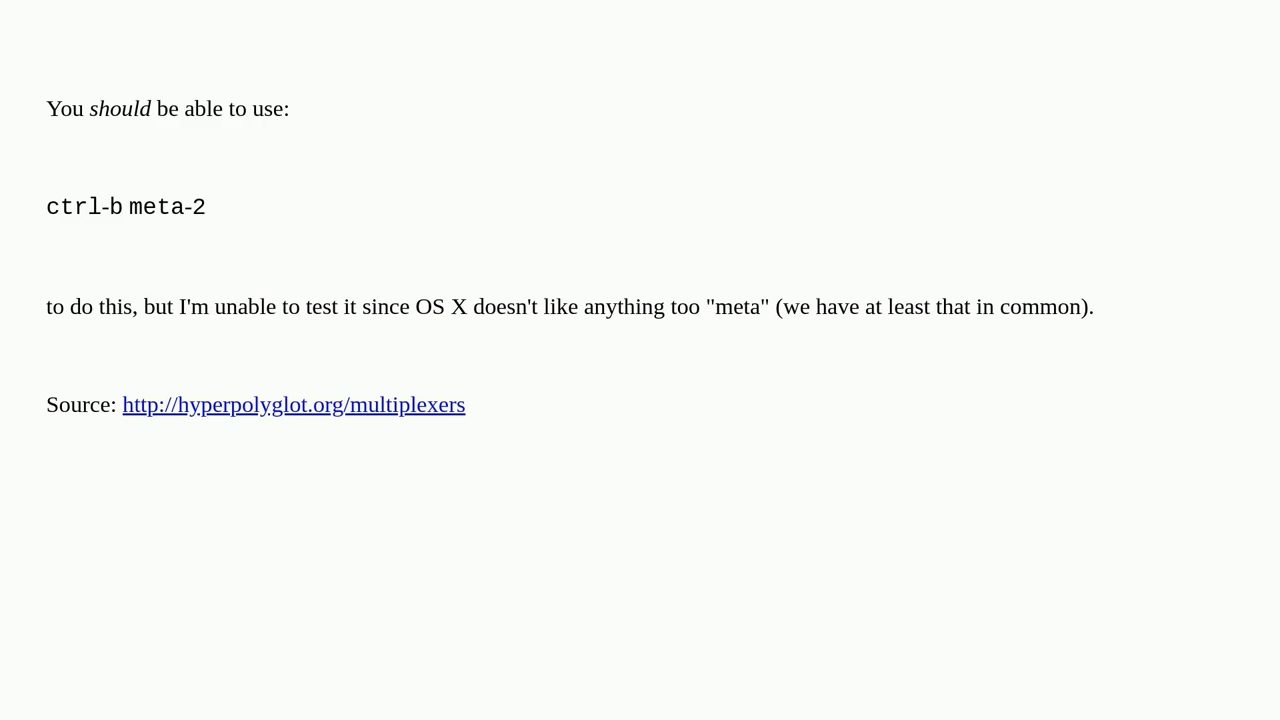 You should be able to use:
ctrl-b meta-2
to do this, but I'm unable to test it since OS X doesn't like anything too "meta" (we have at least that in common).
Source: http://hyperpolyglot.org/multiplexers